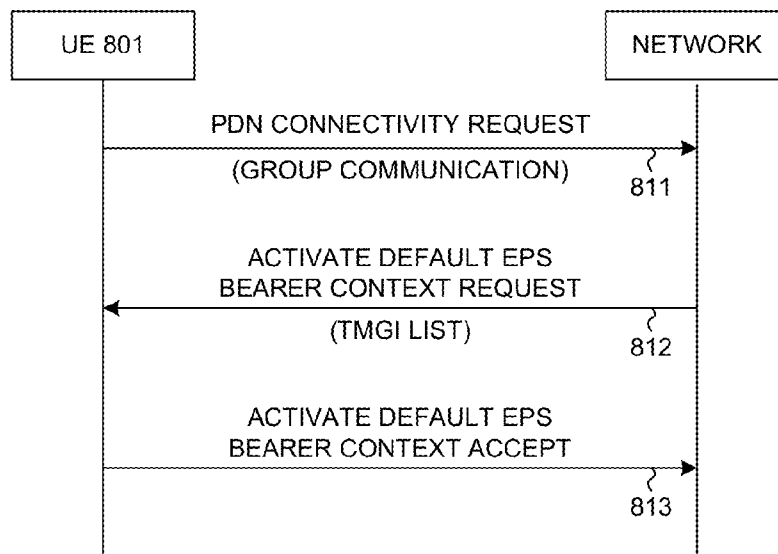 UE 801
NETWORK
PDN CONNECTIVITY REQUEST
(GROUP COMMUNICATION)
811
ACTIVATE DEFAULT EPS
BEARER CONTEXT REQUEST
(TMGI LIST)
812
ACTIVATE DEFAULT EPS
BEARER CONTEXT ACCEPT
813